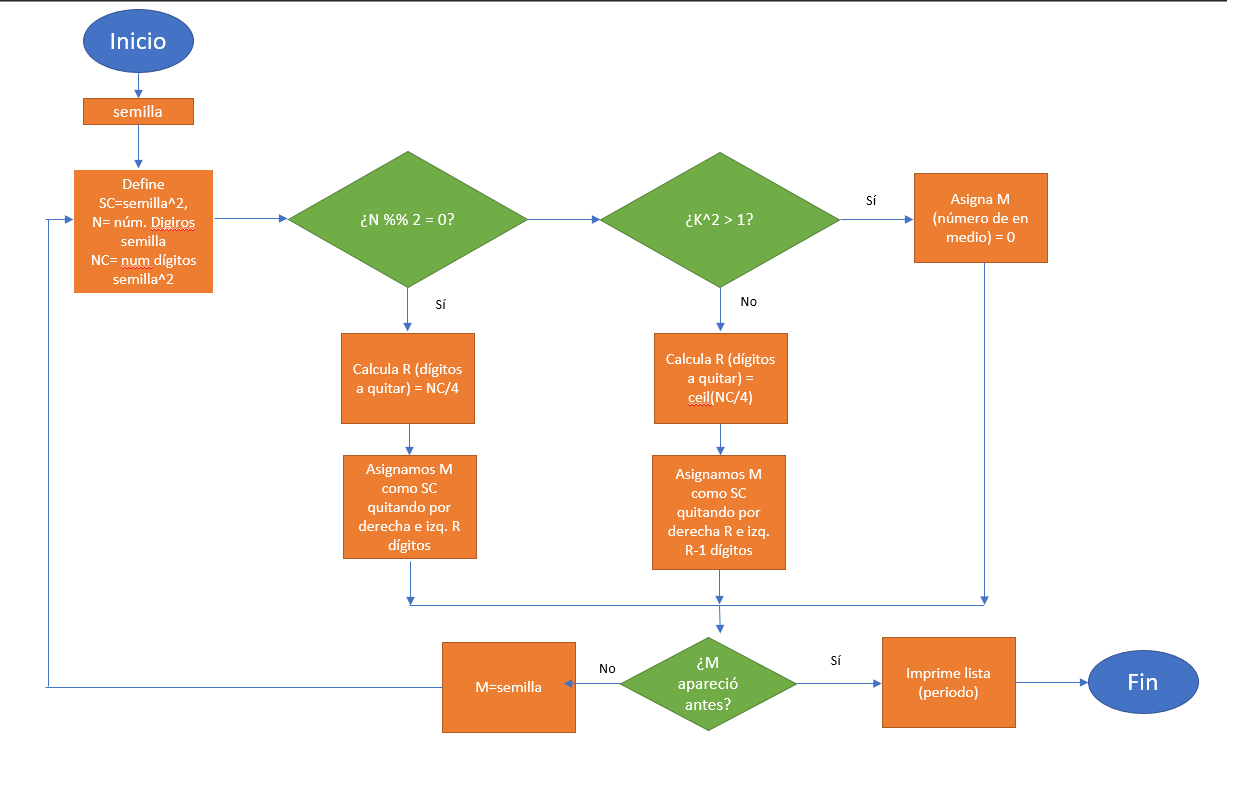 Inicio
semilla
Define
SC=semilla^2,
N= núm. Digiros
semilla
NC= num dígitos
semilla^2
¿N %% 2 = 0?
¿K^2 > 1?
Sí
Asigna M
(número de en
medio) = 0
Sí
No
Calcula R (dígitos
a quitar) = NC/4
Calcula R (dígitos
a quitar) =
ceil(NC/4)
Asignamos M
como SC
quitando por
derecha e izq. R
dígitos
Asignamos M
como SC
quitando por
derecha R e izq.
R-1 dígitos
M=semilla
No
¿M
apareció
antes?
Sí
Imprime lista
(periodo)
Fin